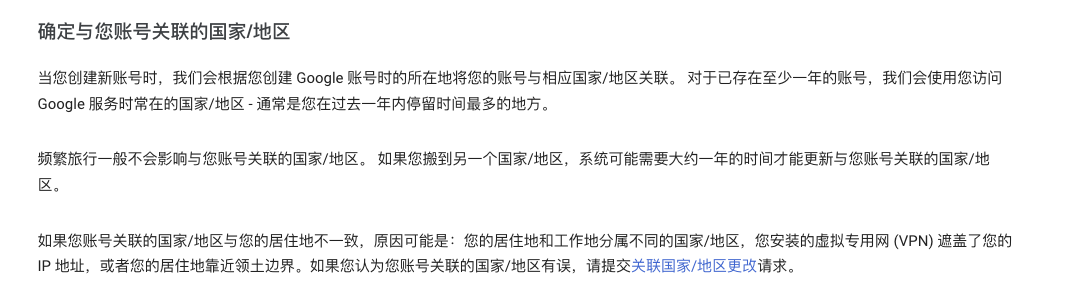 确定与您账号关联的国家/地区
当您创建新账号时，我们会根据您创建 Google 账号时的所在地将您的账号与相应国家/地区关联。 对于已存在至少一年的账号，我们会使用您访问
Google 服务时常在的国家/地区 - 通常是您在过去一年内停留时间最多的地方。
频繁旅行一般不会影响与您账号关联的国家/地区。 如果您搬到另一个国家/地区，系统可能需要大约一年的时间才能更新与您账号关联的国家/地
区。
如果您账号关联的国家/地区与您的居住地不一致，原因可能是：您的居住地和工作地分属不同的国家/地区，您安装的虚拟专用网 (VPN) 遮盖了您的
IP 地址，或者您的居住地靠近领土边界。如果您认为您账号关联的国家/地区有误，请提交关联国家/地区更改请求。